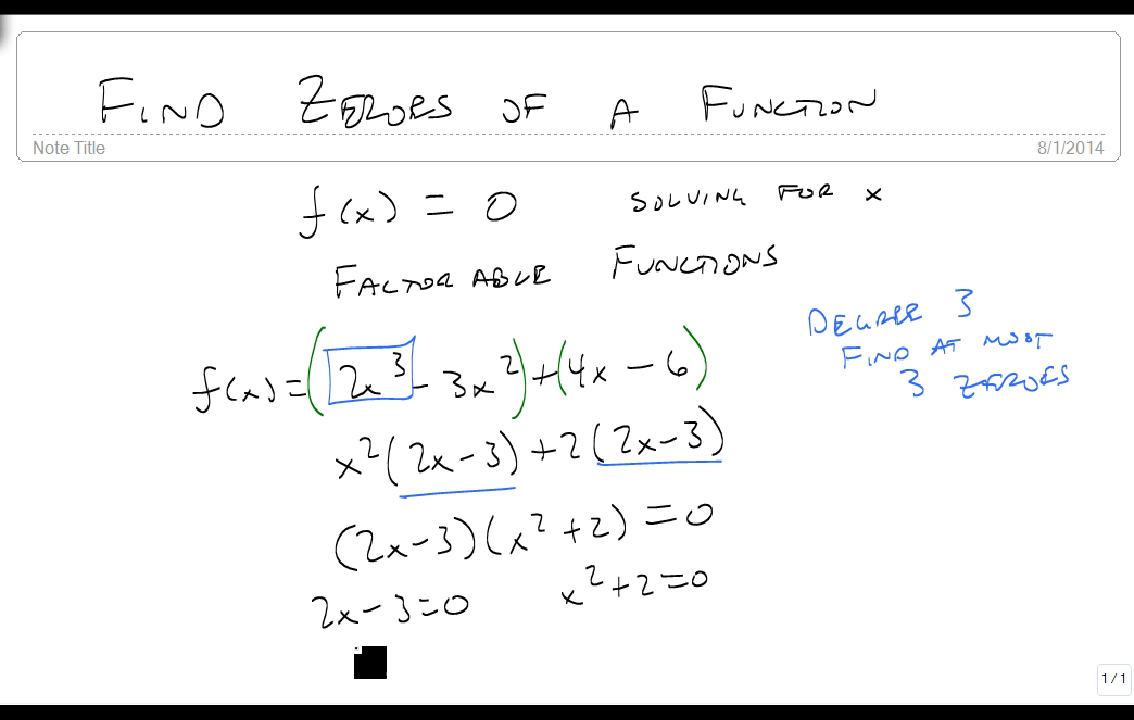 FIND ZEROES OF A FUNCTION
Note Title
8/1/2014
f(x) = 0 SOLVING FOR x
FACTORABLE FUNCTIONS
DEGREE 3
FIND AT MOST
3 ZEROES
f(x)=(2x³ - 3x²)+(4x - 6)
x²(2x-3)+2(2x-3)
(2x-3)(x²+2)=0
2x-3=0 x²+2=0
1/1